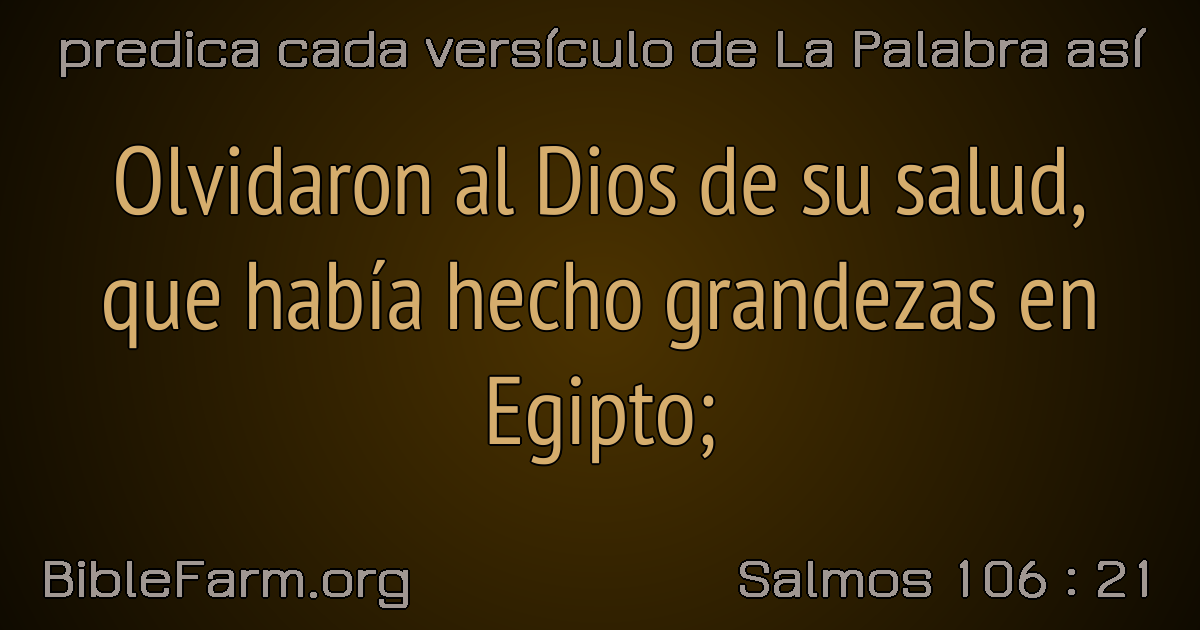 predica cada versículo de La Palabra así
Olvidaron al Dios de su salud,
que había hecho grandezas en
Egipto;
BibleFarm.org
Salmos 106 : 21